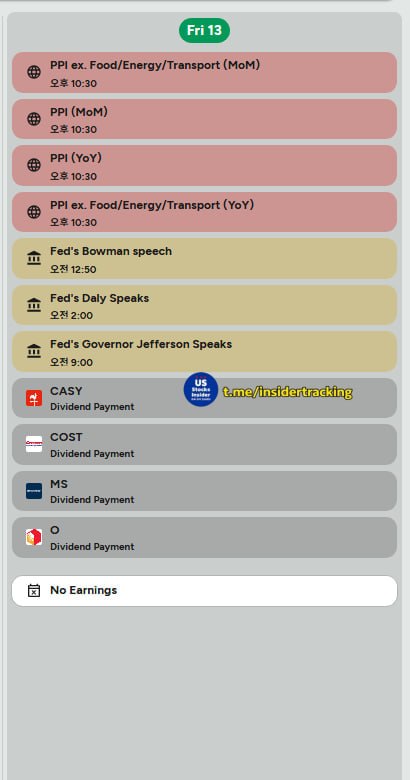 Fri 13
PPI ex. Food/Energy/Transport (MoM)
오후 10:30
PPI (MoM)
오후 10:30
PPI (YoY)
오후 10:30
PPI ex. Food/Energy/Transport (YoY)
오후 10:30
Fed's Bowman speech
오전 12:50
Fed's Daly Speaks
오전 2:00
Fed's Governor Jefferson Speaks
오전 9:00
CASY
Dividend Payment
US
Stocks
Insider
t.me/insidertracking
COST
Dividend Payment
MS
Dividend Payment
O
Dividend Payment
No Earnings